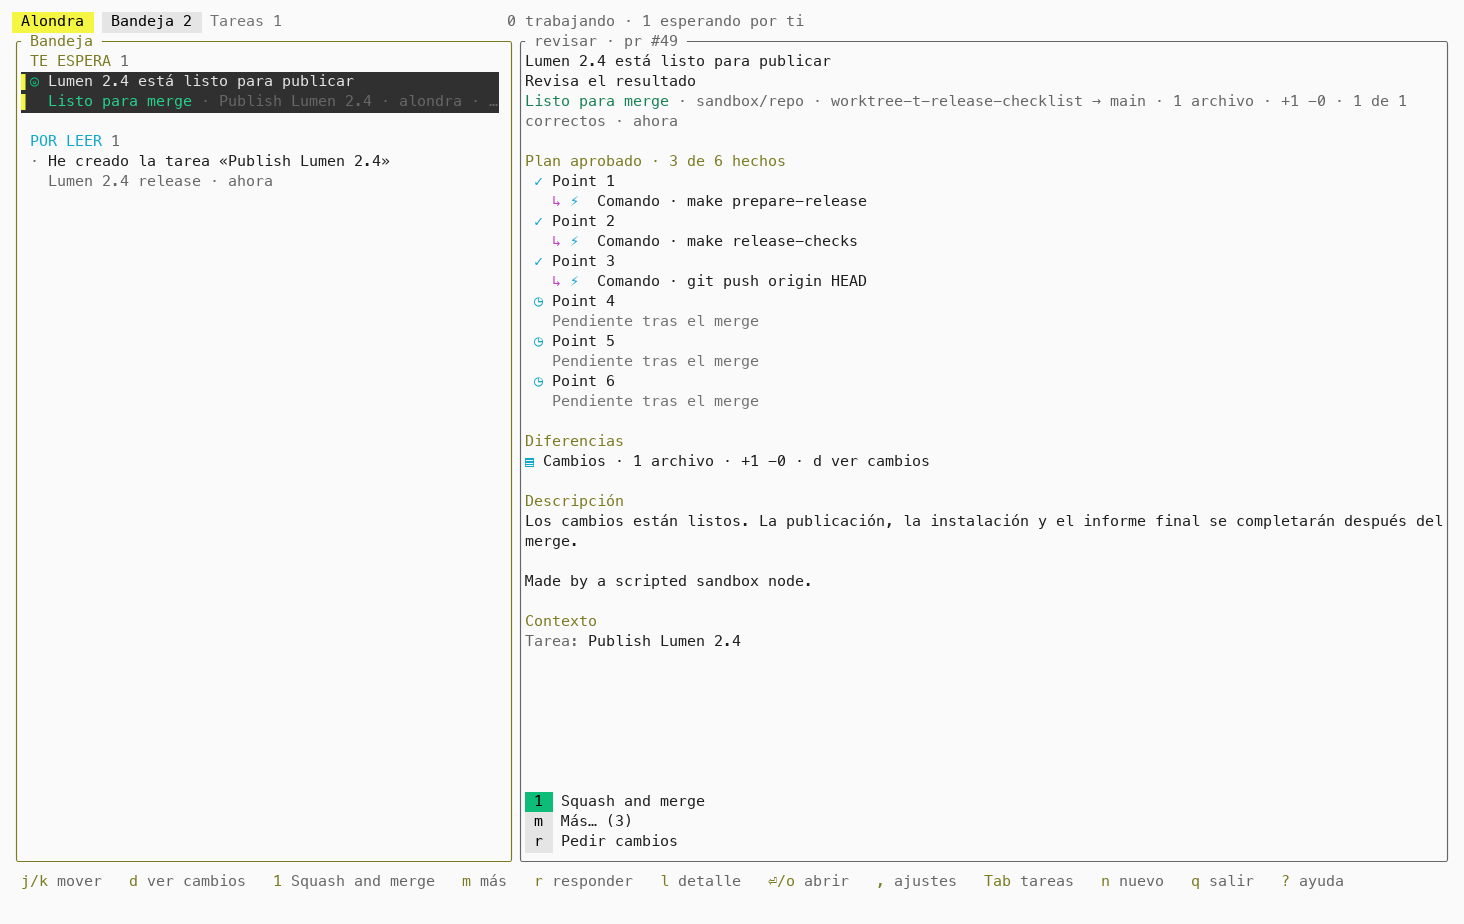 Alondra Bandeja 2 Tareas 1 0 trabajando · 1 esperando por ti
Bandeja
TE ESPERA 1
☺ Lumen 2.4 está listo para publicar
Listo para merge · Publish Lumen 2.4 · alondra · …
POR LEER 1
· He creado la tarea «Publish Lumen 2.4»
Lumen 2.4 release · ahora
revisar · pr #49
Lumen 2.4 está listo para publicar
Revisa el resultado
Listo para merge · sandbox/repo · worktree-t-release-checklist → main · 1 archivo · +1 −0 · 1 de 1
correctos · ahora
Plan aprobado · 3 de 6 hechos
✓ Point 1
↳ ⚡ Comando · make prepare-release
✓ Point 2
↳ ⚡ Comando · make release-checks
✓ Point 3
↳ ⚡ Comando · git push origin HEAD
◷ Point 4
Pendiente tras el merge
◷ Point 5
Pendiente tras el merge
◷ Point 6
Pendiente tras el merge
Diferencias
▤ Cambios · 1 archivo · +1 −0 · d ver cambios
Descripción
Los cambios están listos. La publicación, la instalación y el informe final se completarán después del
merge.
Made by a scripted sandbox node.
Contexto
Tarea: Publish Lumen 2.4
1 Squash and merge
m Más… (3)
r Pedir cambios
j/k mover d ver cambios 1 Squash and merge m más r responder l detalle ⏎/o abrir , ajustes Tab tareas n nuevo q salir ? ayuda